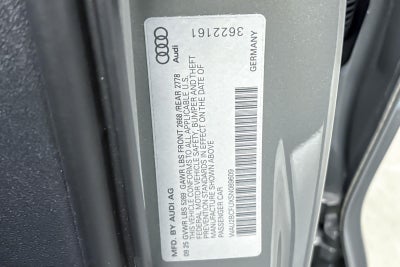 Audi
3622161
GERMANY
MFD. BY AUDI AG
09 25 GVWR LBS 5269 GAWR LBS FRONT 2668 /REAR 2778
THIS VEHICLE CONFORMS TO ALL APPLICABLE U.S.
FEDERAL MOTOR VEHICLE SAFETY, BUMPER AND THEFT
PREVENTION STANDARDS IN EFFECT ON THE DATE OF
MANUFACTURE SHOWN ABOVE.
PASSENGER CAR